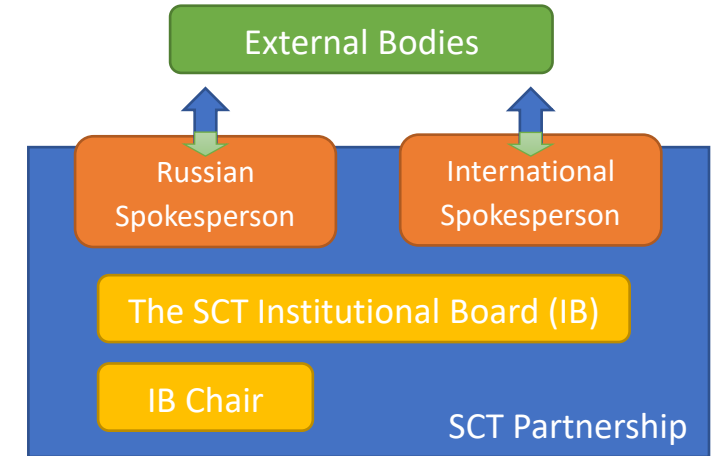 External Bodies
Russian
Spokesperson
International
Spokesperson
The SCT Institutional Board (IB)
IB Chair
SCT Partnership